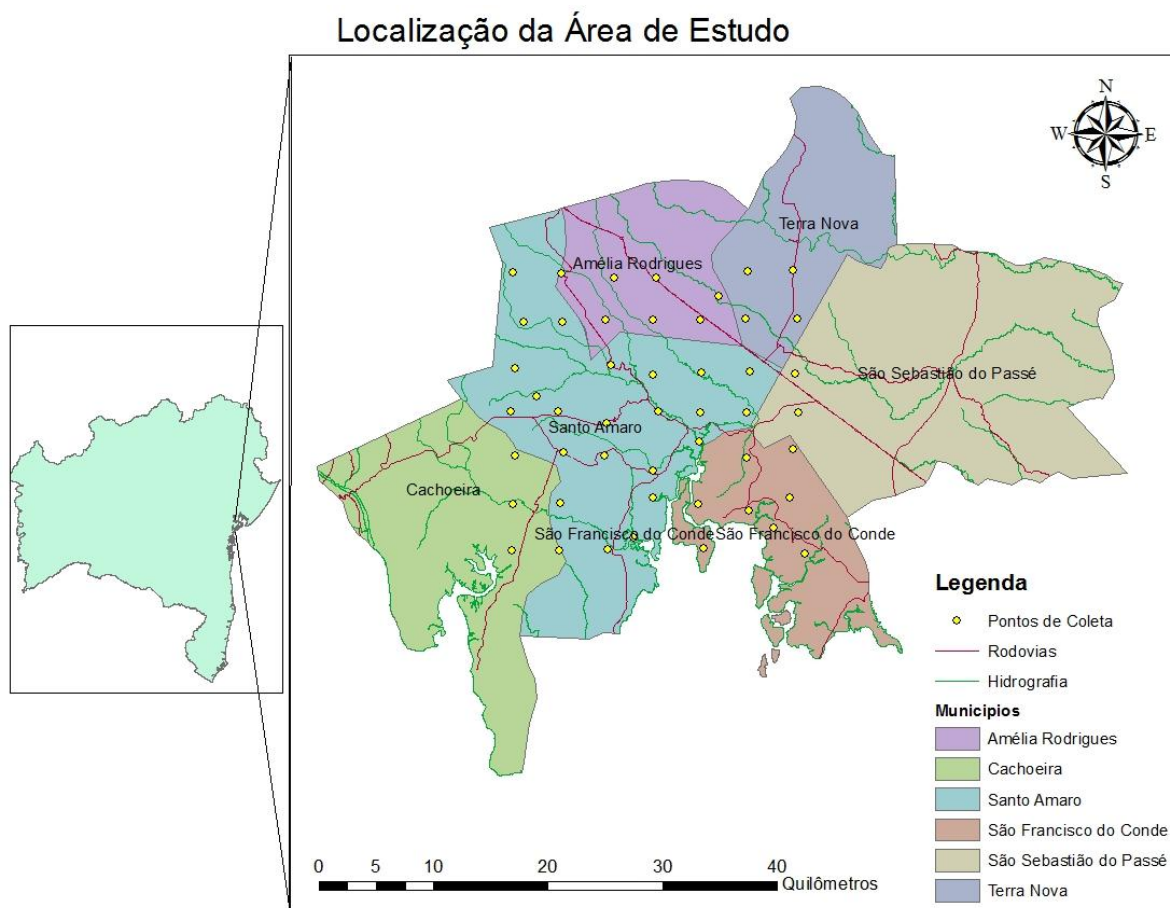 Localização da Área de Estudo
N
W E
S
Terra Nova
Amélia Rodrigues
São Sebastião do Passé
Santo Amaro
Cachoeira
São Francisco do Conde
São Francisco do Conde
Legenda
Pontos de Coleta
Rodovias
Hidrografia
Municipios
Amélia Rodrigues
Cachoeira
Santo Amaro
São Francisco do Conde
São Sebastião do Passé
Terra Nova
0 5 10 20 30 40
Quilômetros